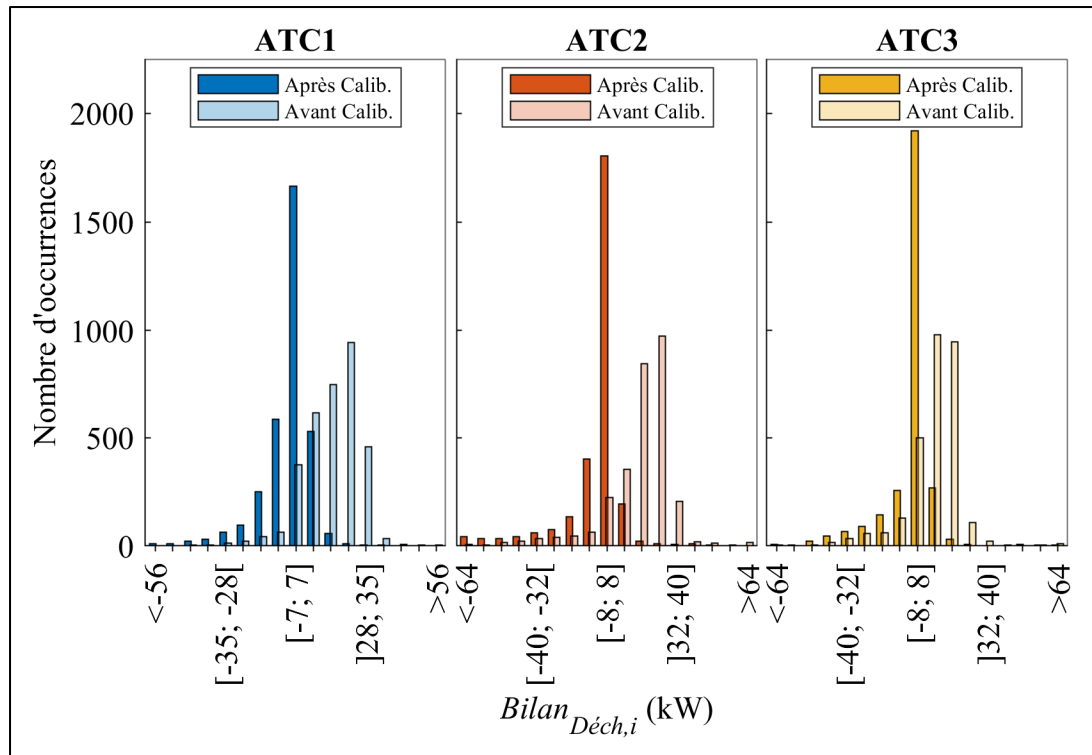 ATC1
ATC2
ATC3
Après Calib.
Avant Calib.
Après Calib.
Avant Calib.
Après Calib.
Avant Calib.
Nombre d'occurrences
2000
1500
1000
500
0
<-56
[-35; -28[
[-7; 7]
]28; 35]
>56
<-64
[-40; -32[
[-8; 8]
]32; 40]
>64
<-64
[-40; -32[
[-8; 8]
]32; 40]
>64
Bilan Déch,i (kW)